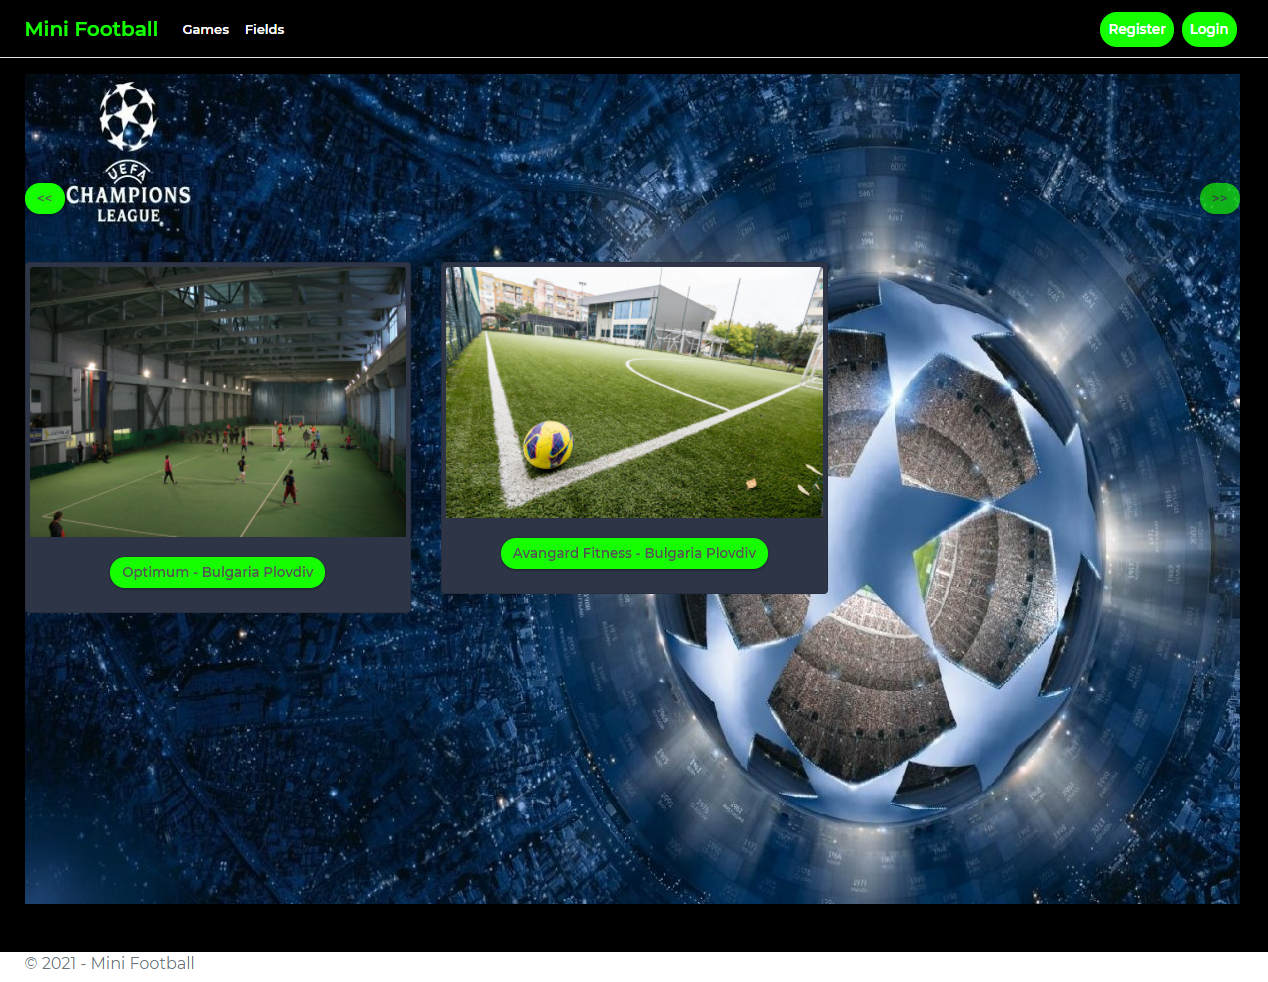 Mini Football
Games
Fields
Register
Login
UEFA
CHAMPIONS
LEAGUE
<<
>>
Optimum - Bulgaria Plovdiv
Avangard Fitness - Bulgaria Plovdiv
© 2021 - Mini Football